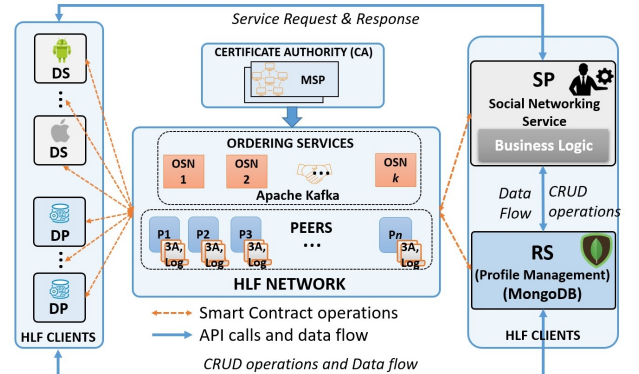 Service Request & Response
DS
DS
DP
DP
HLF CLIENTS
CERTIFICATE AUTHORITY (CA)
MSP
ORDERING SERVICES
OSN
1
OSN
2
OSN
k
Apache Kafka
PEERS
P1
3A,
Log
P2
3A,
Log
P3
3A,
Log
Pn
3A,
Log
HLF NETWORK
SP
Social Networking
Service
Business Logic
Data
Flow
CRUD
operations
RS
(Profile Management)
(MongoDB)
HLF CLIENTS
Smart Contract operations
API calls and data flow
CRUD operations and Data flow